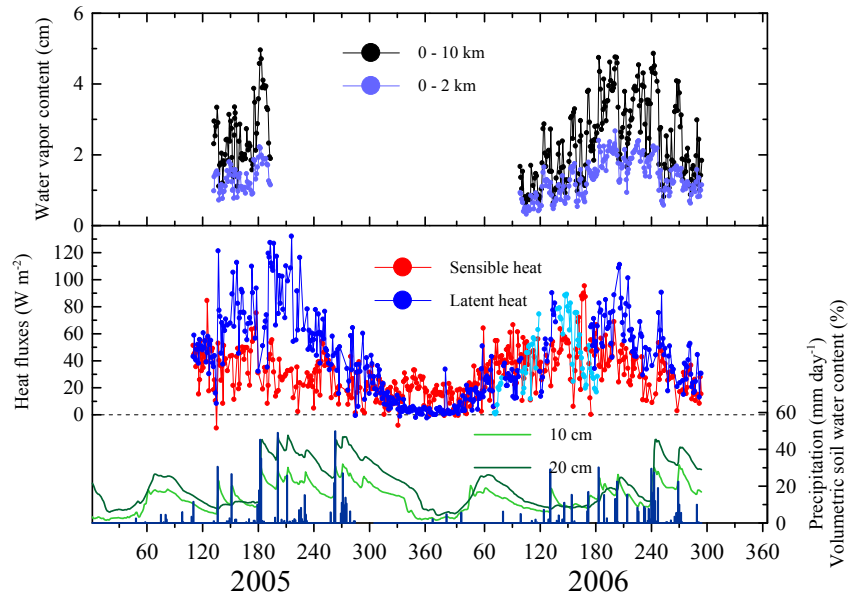 Water vapor content (cm)
6
4
2
0
0 - 10 km
0 - 2 km
Heat fluxes (W m-2)
120
100
80
60
40
20
0
Sensible heat
Latent heat
10 cm
20 cm
60
40
20
0
Precipitation (mm day-1)
Volumetric soil water content (%)
60 120 180 240 300 360 60 120 180 240 300 360
2005 2006